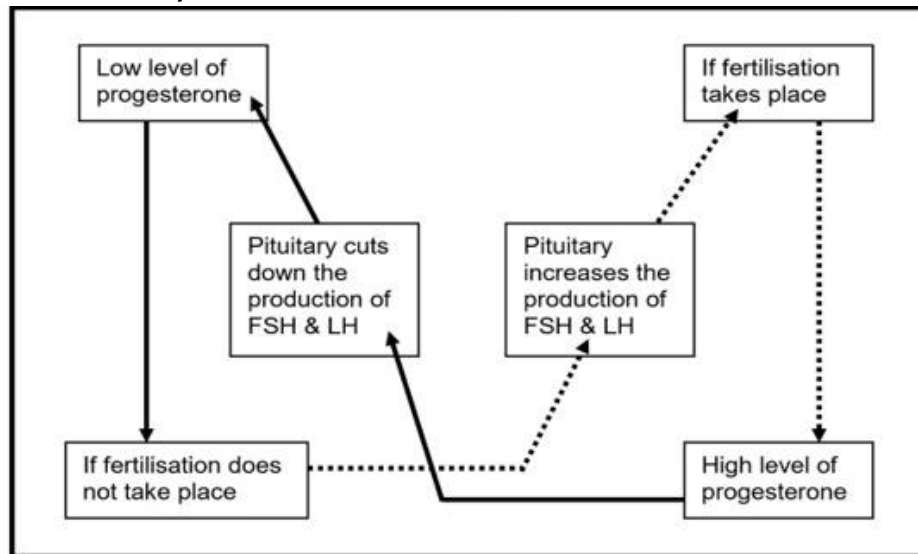 Low level of
progesterone
If fertilisation
takes place
Pituitary cuts
down the
production of
FSH & LH
Pituitary
increases the
production of
FSH & LH
If fertilisation does
not take place
High level of
progesterone